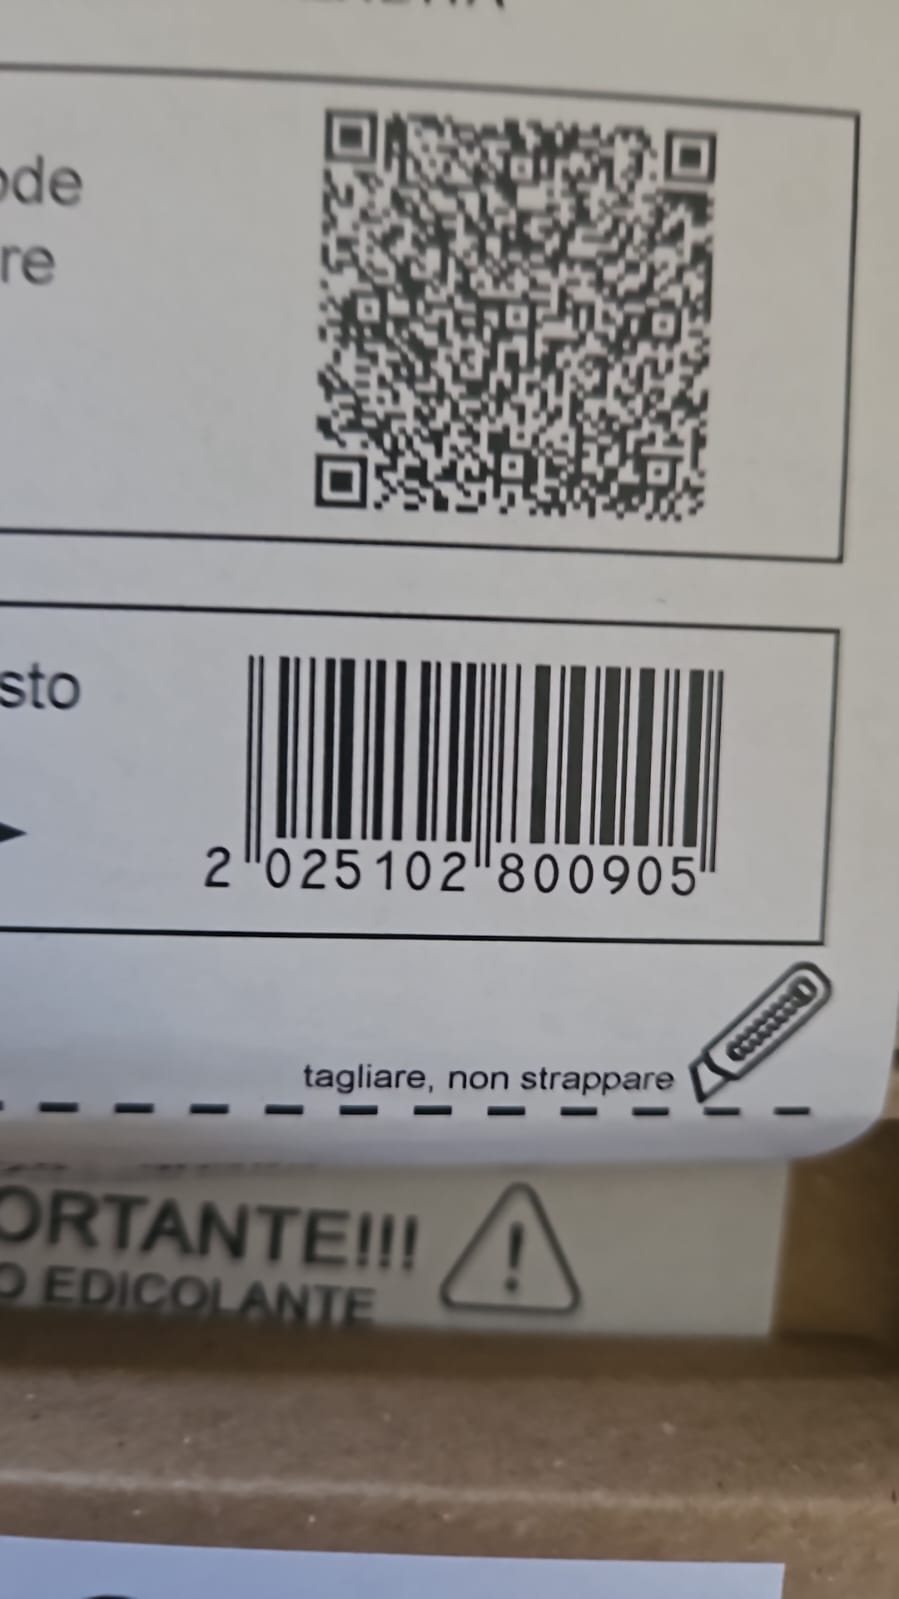 ode
re
sto
2 025102 800905
tagliare, non strappare
ORTANTE!!!
O EDICOLANTE